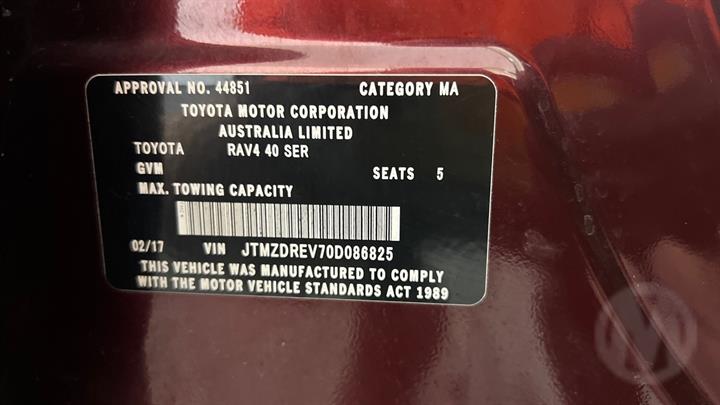 APPROVAL NO. 44851 CATEGORY MA
TOYOTA MOTOR CORPORATION
AUSTRALIA LIMITED
TOYOTA RAV4 40 SER
GVM SEATS 5
MAX. TOWING CAPACITY
02/17 VIN JTMZDREV70D086825
THIS VEHICLE WAS MANUFACTURED TO COMPLY
WITH THE MOTOR VEHICLE STANDARDS ACT 1989
M